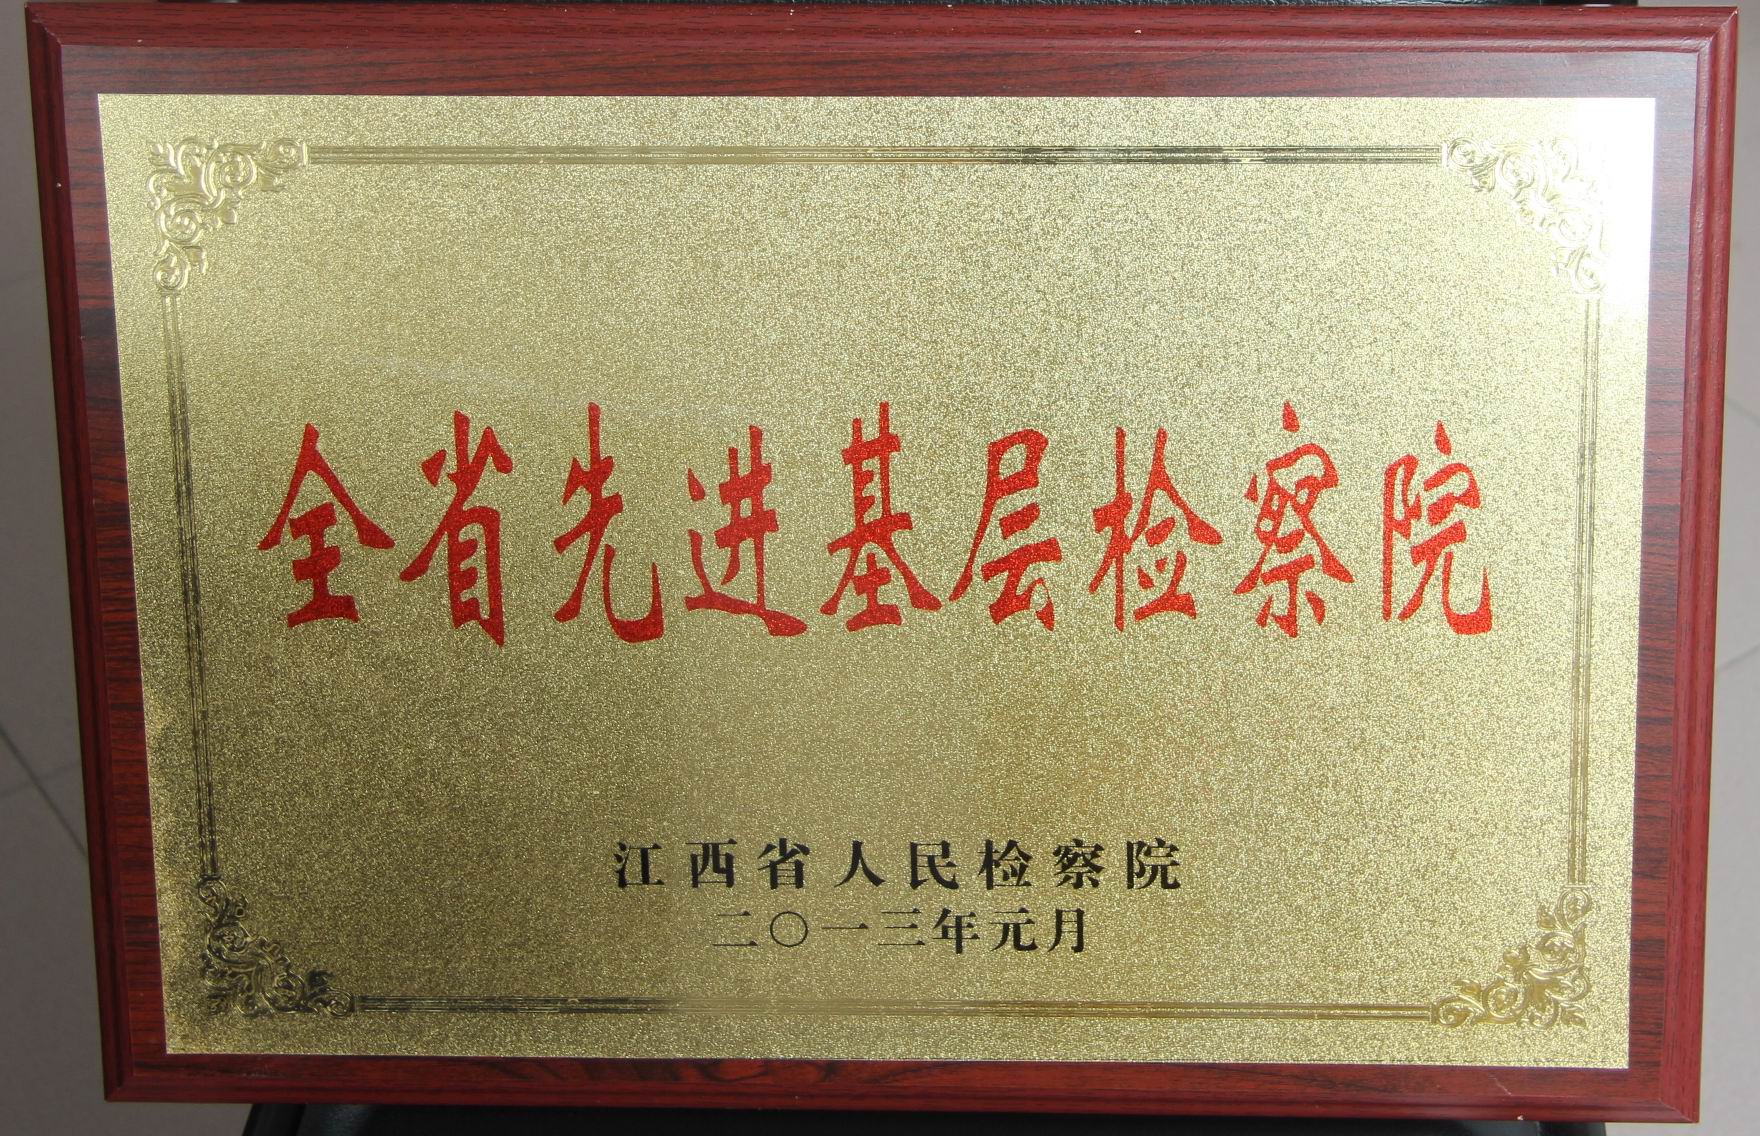 全省先进基层检察院
江西省人民检察院
二〇一三年元月